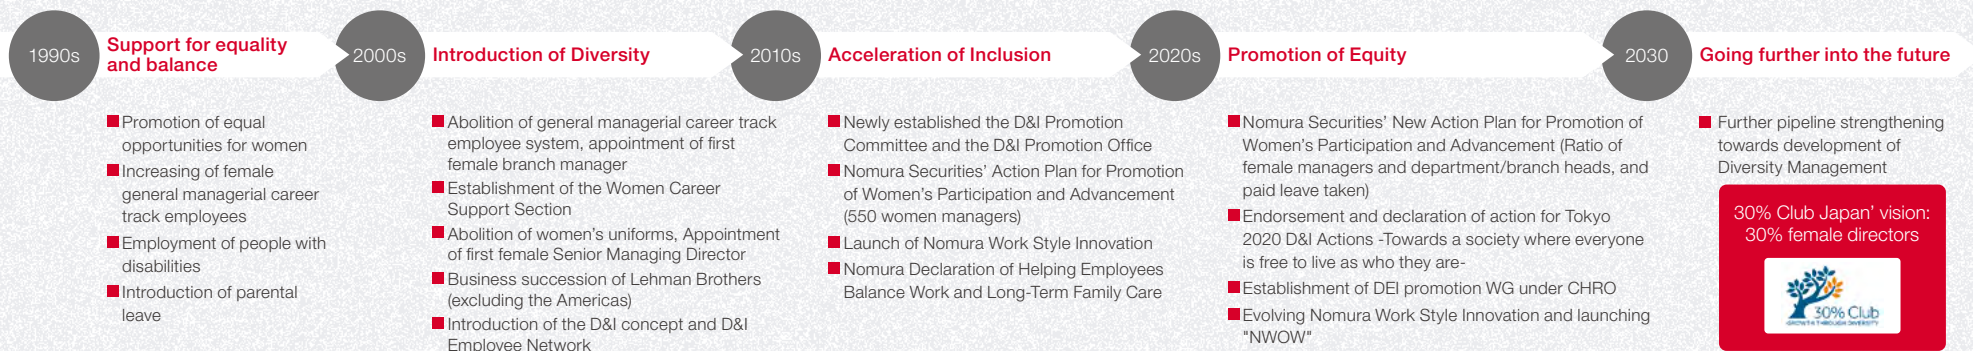 1990s
Support for equality
and balance
■Promotion of equal
opportunities for women
■Increasing of female
general managerial career
track employees
■Employment of people with
disabilities
■Introduction of parental
leave
2000s
Introduction of Diversity
■Abolition of general managerial career track
employee system, appointment of first
female branch manager
■Establishment of the Women Career
Support Section
■Abolition of women's uniforms, Appointment
of first female Senior Managing Director
■Business succession of Lehman Brothers
(excluding the Americas)
■Introduction of the D&I concept and D&I
Employee Network
2010s
Acceleration of Inclusion
■Newly established the D&I Promotion
Committee and the D&I Promotion Office
■Nomura Securities' Action Plan for Promotion
of Women's Participation and Advancement
(550 women managers)
■Launch of Nomura Work Style Innovation
■Nomura Declaration of Helping Employees
Balance Work and Long-Term Family Care
2020s
Promotion of Equity
■Nomura Securities' New Action Plan for Promotion of
Women's Participation and Advancement (Ratio of
female managers and department/branch heads, and
paid leave taken)
■Endorsement and declaration of action for Tokyo
2020 D&I Actions -Towards a society where everyone
is free to live as who they are-
■Establishment of DEI promotion WG under CHRO
■Evolving Nomura Work Style Innovation and launching
"NWOW"
2030
Going further into the future
■ Further pipeline strengthening
towards development of
Diversity Management
30% Club Japan' vision:
30% female directors
30% Club
GROWTH THROUGH DIVERSITY